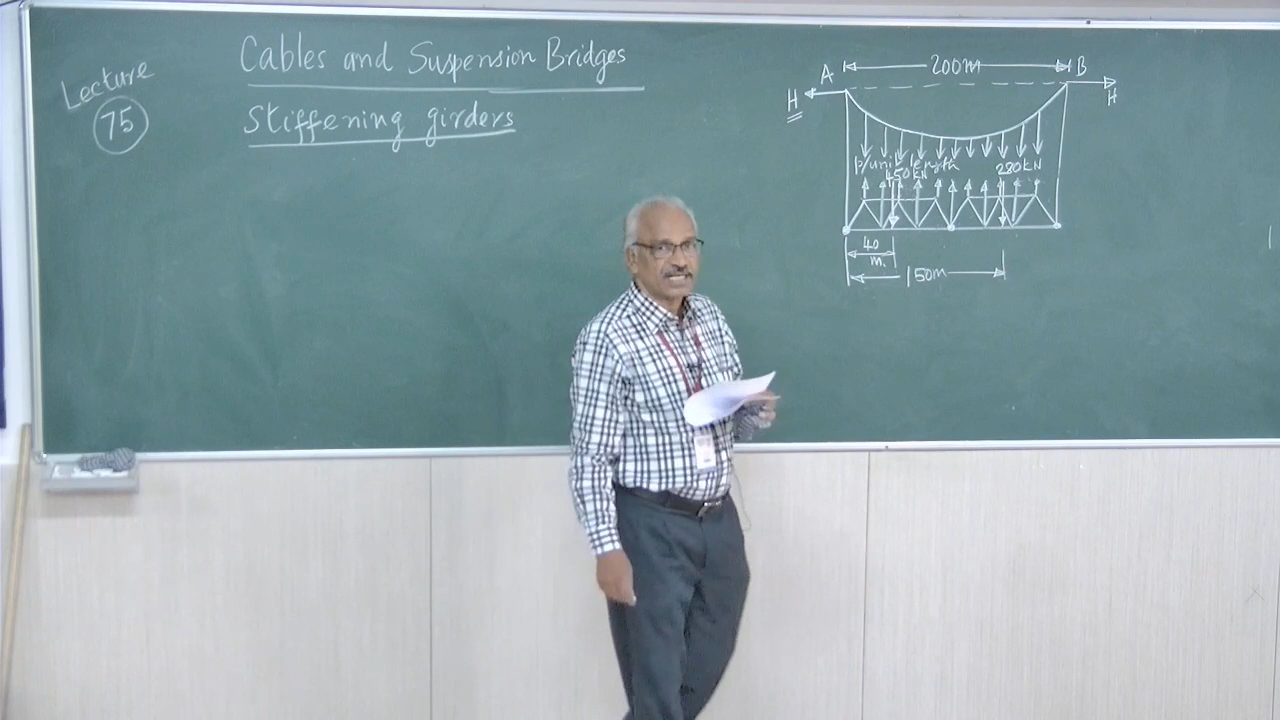 Lecture
75
Cables and Suspension Bridges
Stiffening girders
200m
A
B
H
H
p/unit length
450kN
280kN
40
m.
150m